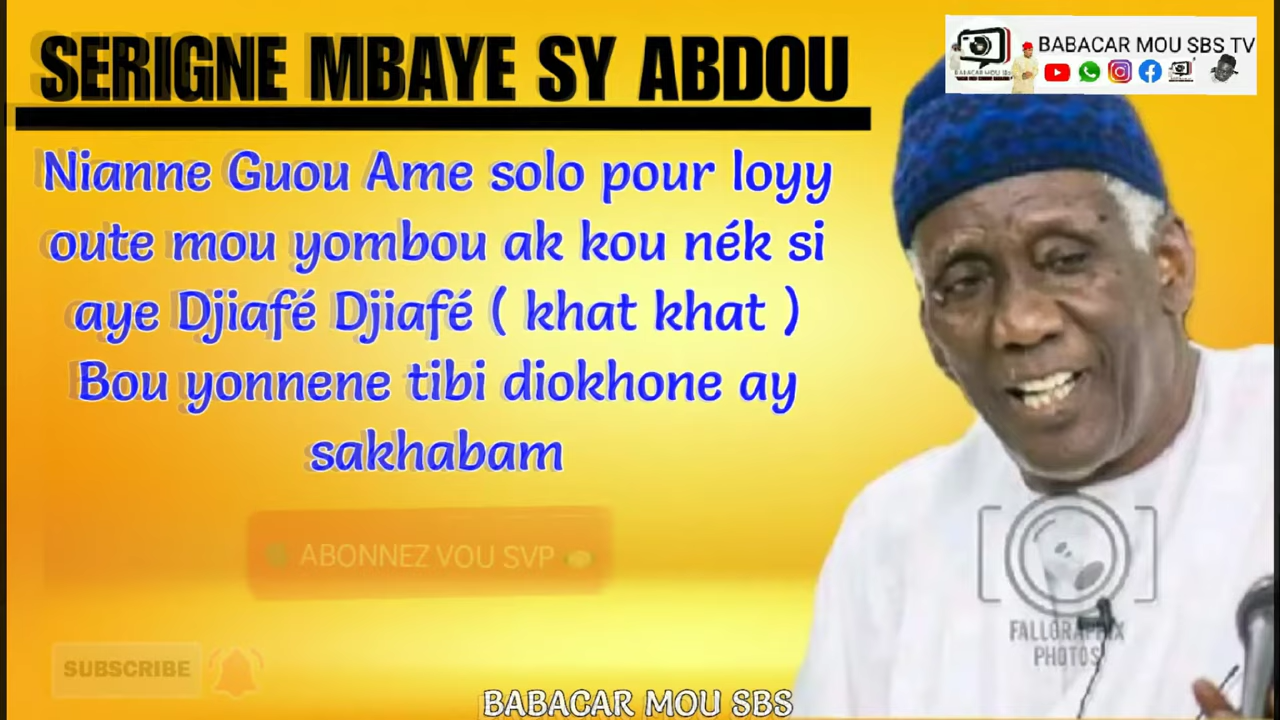 SERIGNE MBAYE SY ABDOU
BABACAR MOU SBS TV
Nianne Guou Ame solo pour loyy
oute mou yombou ak kou nék si
aye Djiafé Djiafé ( khat khat )
Bou yonnene tibi diokhone ay
sakhabam
ABONNEZ VOU SVP
SUBSCRIBE
FALLOGRAPHIX
PHOTOS
BABACAR MOU SBS